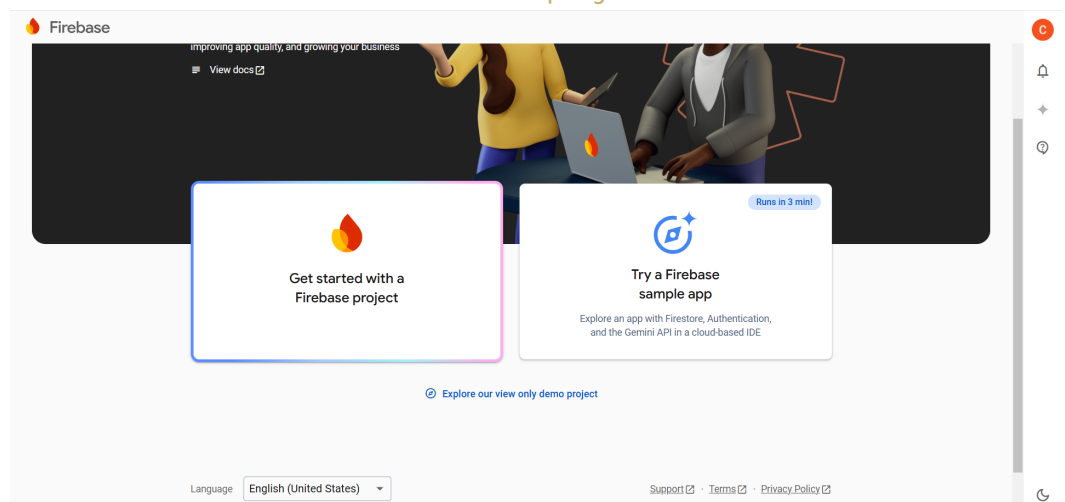 Firebase
C
improving app quality, and growing your business
View docs
Runs in 3 min!
Get started with a
Firebase project
Try a Firebase
sample app
Explore an app with Firestore, Authentication,
and the Gemini API in a cloud-based IDE
Explore our view only demo project
Language English (United States)
Support · Terms · Privacy Policy